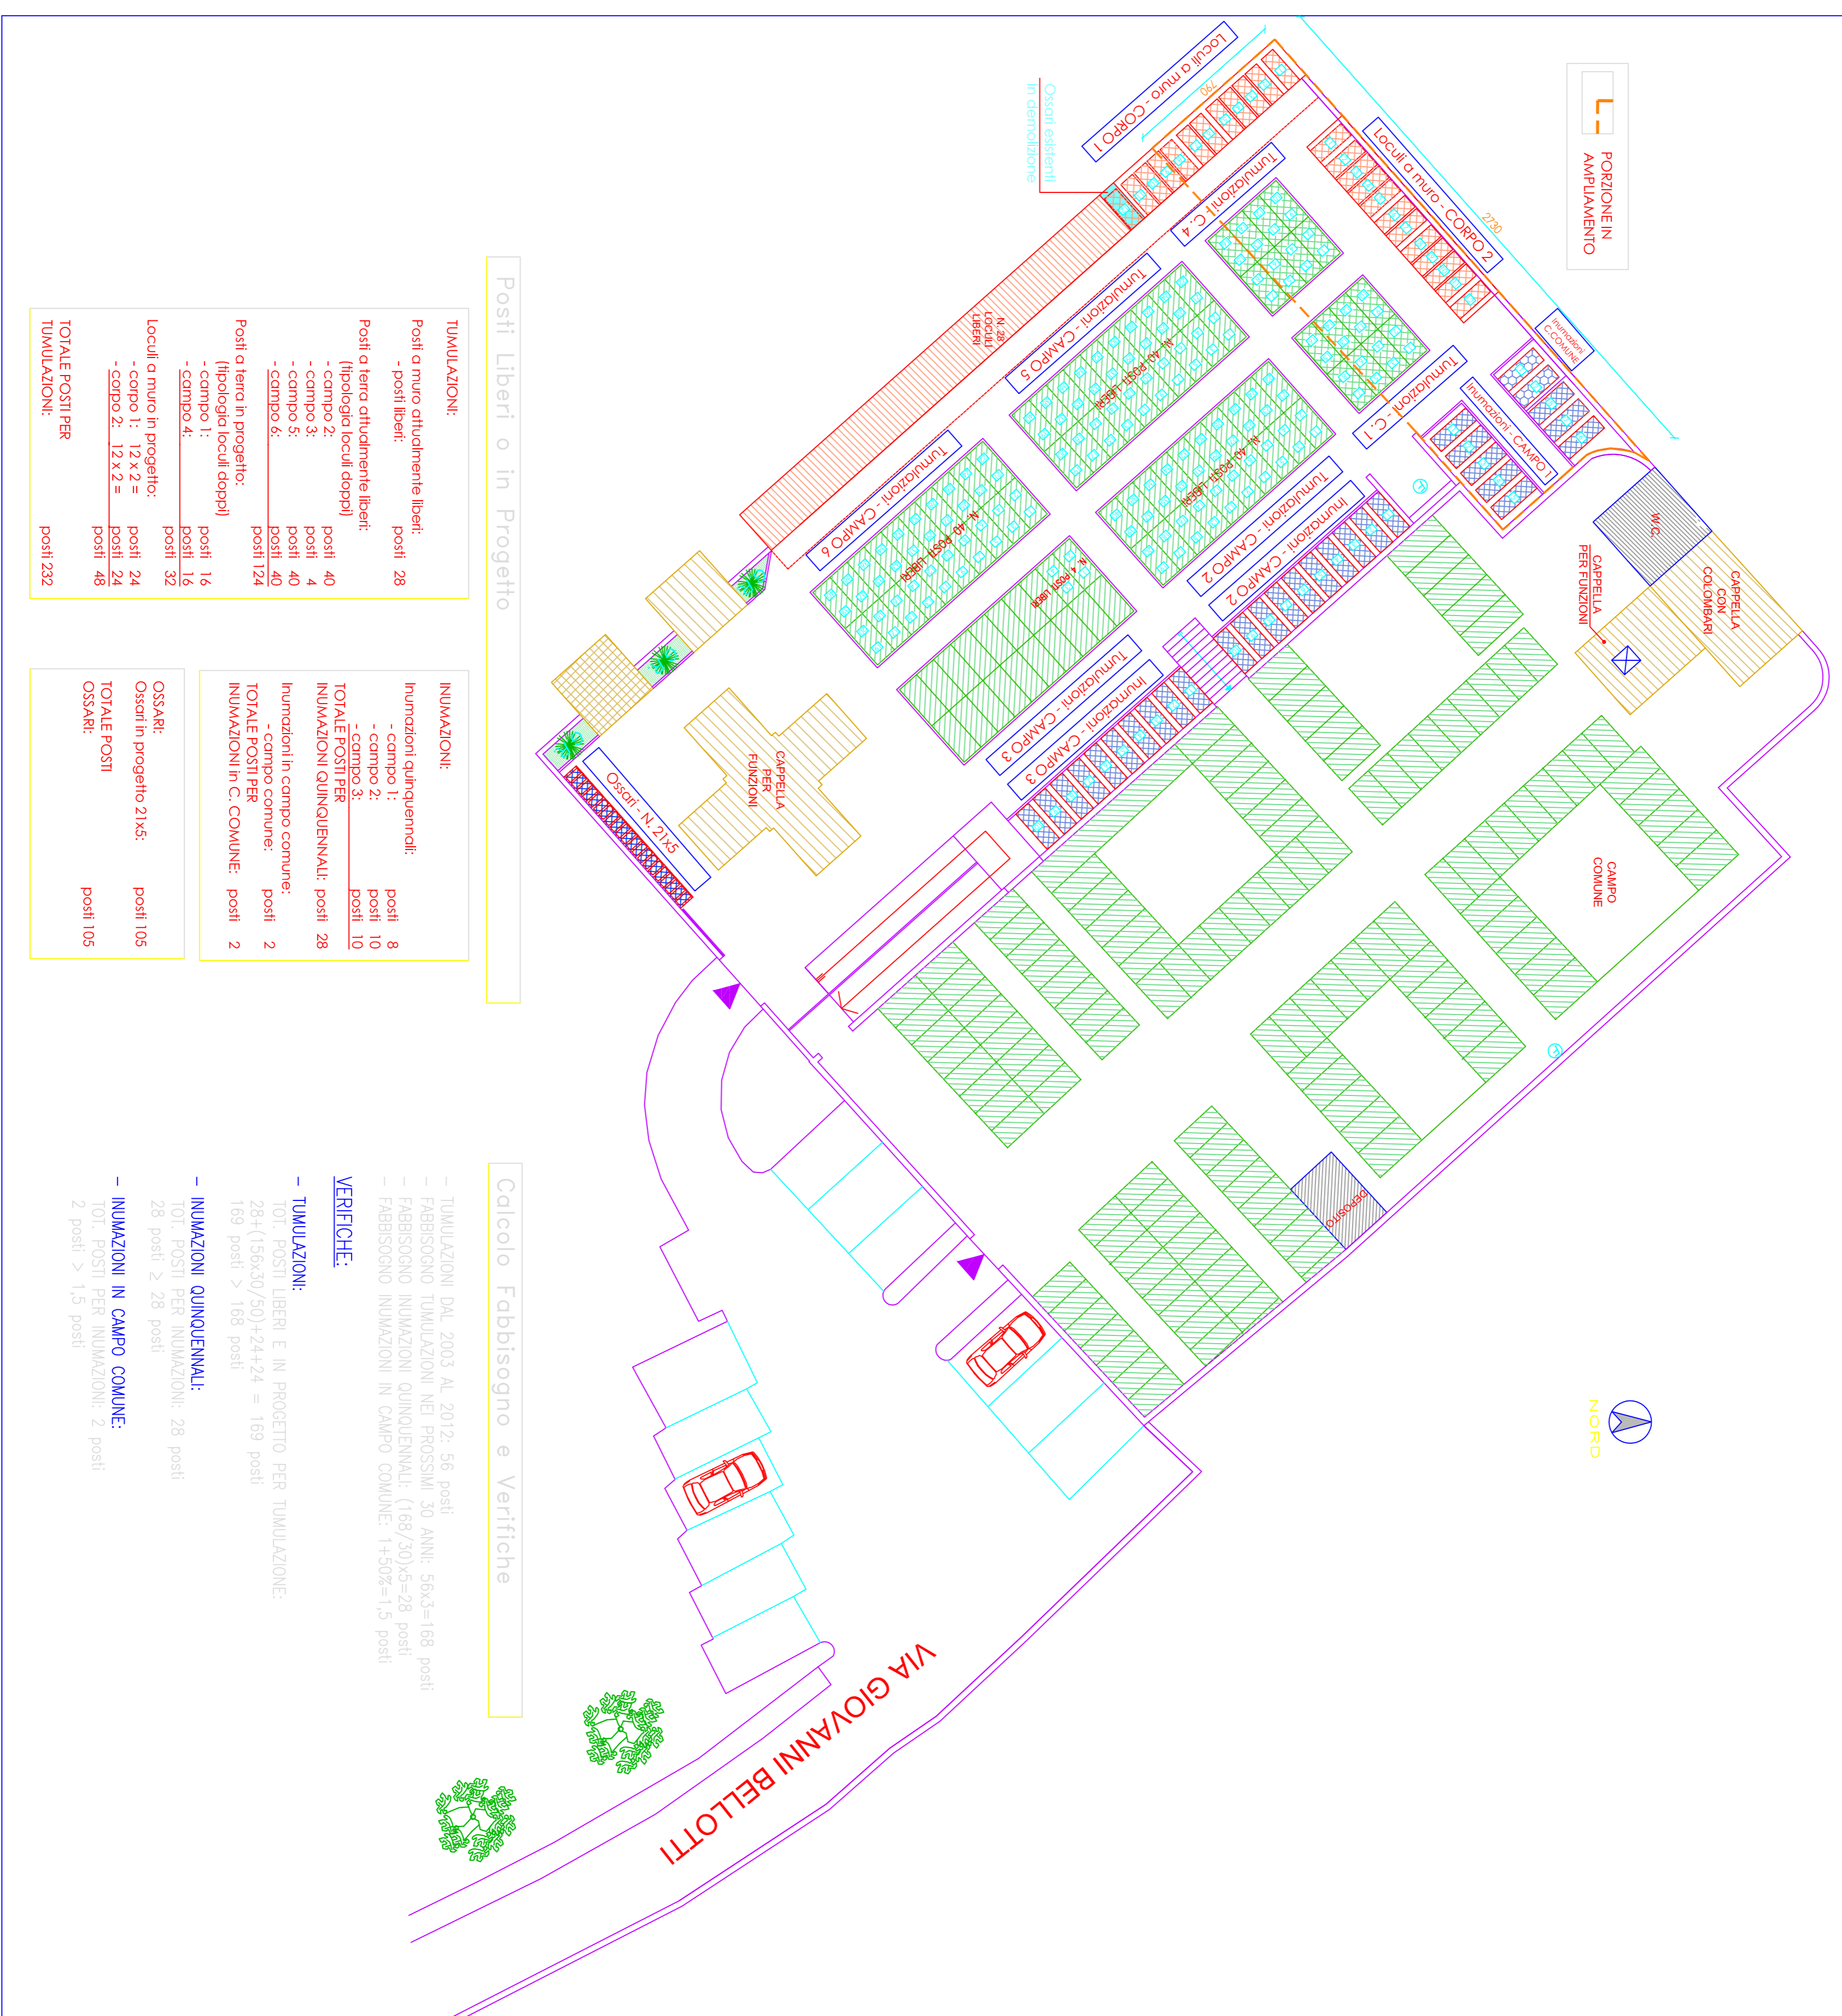 PORZIONE IN
AMPLIAMENTO
Loculi a muro - CORPO 1
790
Ossari esistenti
in demolizione
Loculi a muro - CORPO 2
2730
Inumazioni
C.COMUNE
Inumazioni - CAMPO 1
Tumulazioni - C. 1
Tumulazioni C. 4
Tumulazioni - CAMPO 5
N. 40 POSTI LIBERI
N. 28
LOCULI
LIBERI
N. 40 POSTI LIBERI
Tumulazioni - CAMPO 2
Inumazioni - CAMPO 2
Tumulazioni - CAMPO 6
N. 40 POSTI LIBERI
N. 4 POSTI LIBERI
Tumulazioni - CAMPO 3
Inumazioni - CAMPO 3
W.C.
CAPPELLA
CON
COLOMBARI
CAPPELLA
PER FUNZIONI
CAPPELLA
PER
FUNZIONI
Ossari - N. 21x5
CAMPO
COMUNE
DEPOSITO
NORD
VIA GIOVANNI BELLOTTI
Posti Liberi o in Progetto
TUMULAZIONI:
Posti a muro attualmente liberi:
- posti liberi: posti 28
Posti a terra attualmente liberi:
(tipologia loculi doppi)
- campo 2: posti 40
- campo 3: posti 4
- campo 5: posti 40
- campo 6: posti 40
posti 124
Posti a terra in progetto:
(tipologia loculi doppi)
- campo 1: posti 16
- campo 4: posti 16
posti 32
Loculi a muro in progetto:
- corpo 1: 12 x 2 = posti 24
- corpo 2: 12 x 2 = posti 24
posti 48
TOTALE POSTI PER
TUMULAZIONI: posti 232
INUMAZIONI:
Inumazioni quinquennali:
- campo 1: posti 8
- campo 2: posti 10
- campo 3: posti 10
TOTALE POSTI PER
INUMAZIONI QUINQUENNALI: posti 28
Inumazioni in campo comune:
- campo comune: posti 2
TOTALE POSTI PER
INUMAZIONI in C. COMUNE: posti 2
OSSARI:
Ossari in progetto 21x5: posti 105
TOTALE POSTI
OSSARI: posti 105
Calcolo Fabbisogno e Verifiche
- TUMULAZIONI DAL 2003 AL 2012: 56 posti
- FABBISOGNO TUMULAZIONI NEI PROSSIMI 30 ANNI: 56x3=168 posti
- FABBISOGNO INUMAZIONI QUINQUENNALI: (168/30)x5=28 posti
- FABBISOGNO INUMAZIONI IN CAMPO COMUNE: 1+50%=1,5 posti
VERIFICHE:
- TUMULAZIONI:
TOT. POSTI LIBERI E IN PROGETTO PER TUMULAZIONE:
28+(156x30/50)+24+24 = 169 posti
169 posti > 168 posti
- INUMAZIONI QUINQUENNALI:
TOT. POSTI PER INUMAZIONI: 28 posti
28 posti ≥ 28 posti
- INUMAZIONI IN CAMPO COMUNE:
TOT. POSTI PER INUMAZIONI: 2 posti
2 posti > 1,5 posti